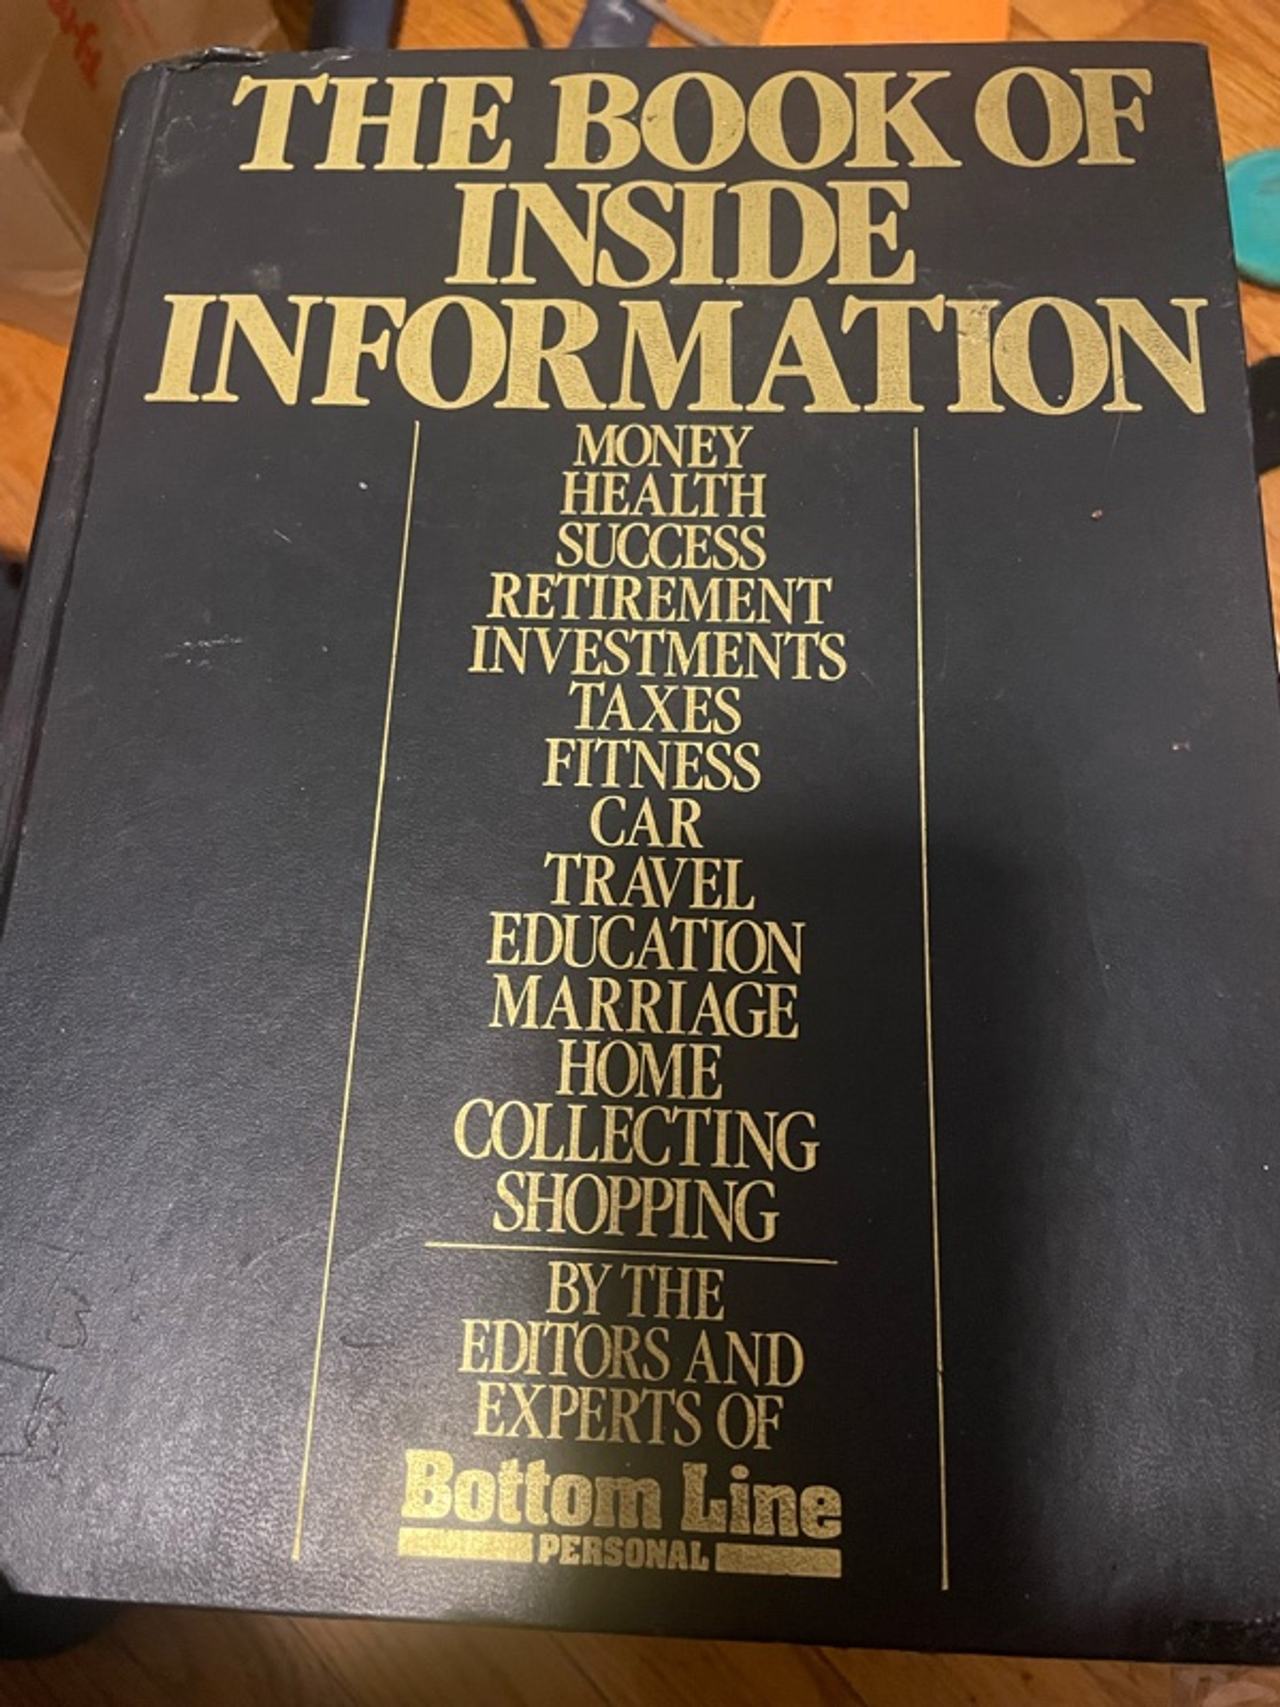 THE BOOK OF
INSIDE
INFORMATION
MONEY
HEALTH
SUCCESS
RETIREMENT
INVESTMENTS
TAXES
FITNESS
CAR
TRAVEL
EDUCATION
MARRIAGE
HOME
COLLECTING
SHOPPING
BY THE
EDITORS AND
EXPERTS OF
Bottom Line
PERSONAL